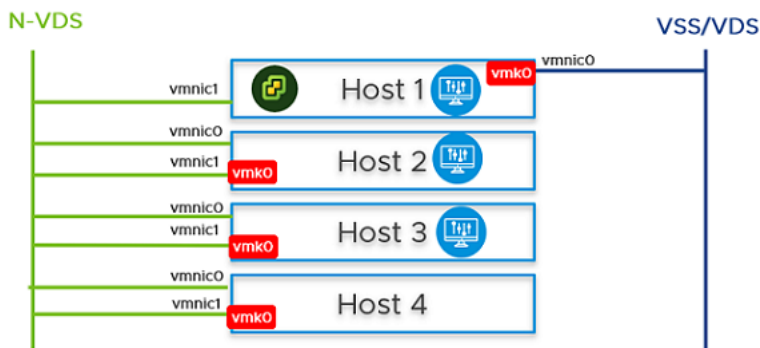 N-VDS
VSS/VDS
vmnic0
vmk0
vmnic1
Host 1
vmnic0
vmnic1
vmk0
Host 2
vmnic0
vmnic1
vmk0
Host 3
vmnic0
vmnic1
vmk0
Host 4